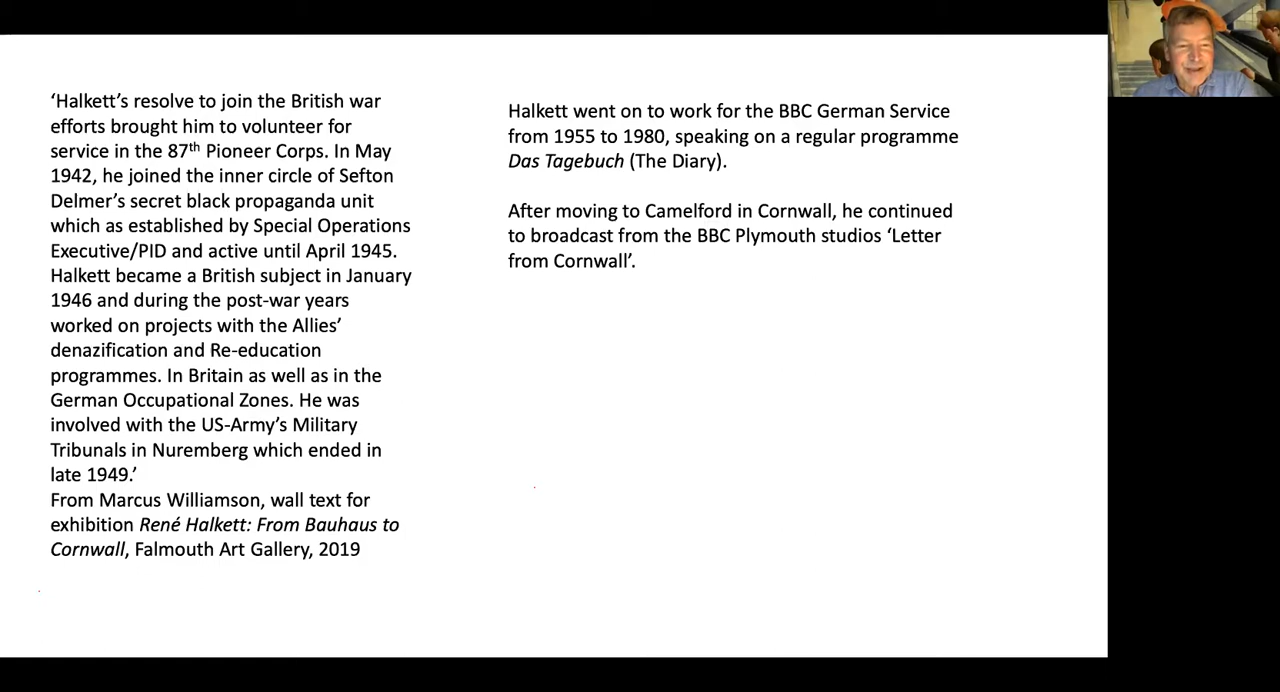 ‘Halkett’s resolve to join the British war
efforts brought him to volunteer for
service in the 87th Pioneer Corps. In May
1942, he joined the inner circle of Sefton
Delmer’s secret black propaganda unit
which as established by Special Operations
Executive/PID and active until April 1945.
Halkett became a British subject in January
1946 and during the post-war years
worked on projects with the Allies’
denazification and Re-education
programmes. In Britain as well as in the
German Occupational Zones. He was
involved with the US-Army’s Military
Tribunals in Nuremberg which ended in
late 1949.’
From Marcus Williamson, wall text for
exhibition René Halkett: From Bauhaus to
Cornwall, Falmouth Art Gallery, 2019
Halkett went on to work for the BBC German Service
from 1955 to 1980, speaking on a regular programme
Das Tagebuch (The Diary).
After moving to Camelford in Cornwall, he continued
to broadcast from the BBC Plymouth studios ‘Letter
from Cornwall’.